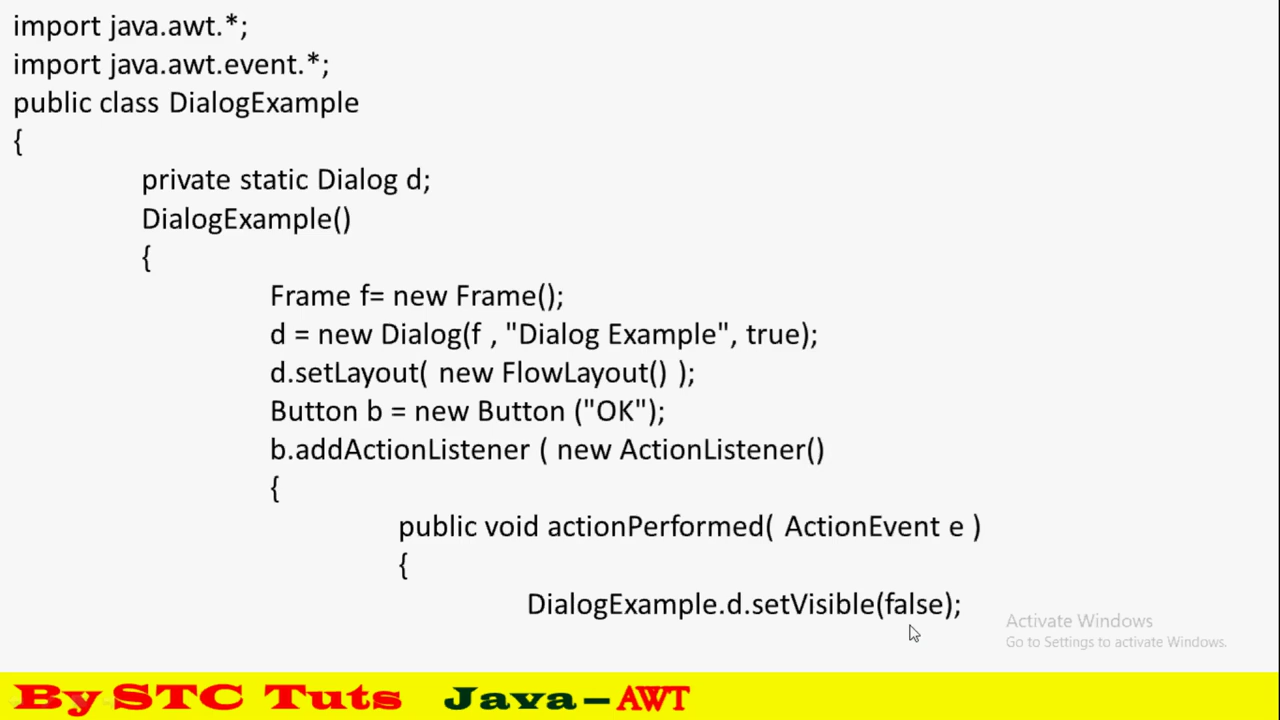 import java.awt.*;
import java.awt.event.*;
public class DialogExample
{
private static Dialog d;
DialogExample()
{
Frame f= new Frame();
d = new Dialog(f , "Dialog Example", true);
d.setLayout( new FlowLayout() );
Button b = new Button ("OK");
b.addActionListener ( new ActionListener()
{
public void actionPerformed( ActionEvent e )
{
DialogExample.d.setVisible(false);
Activate Windows
Go to Settings to activate Windows.
By STC Tuts Java – AWT